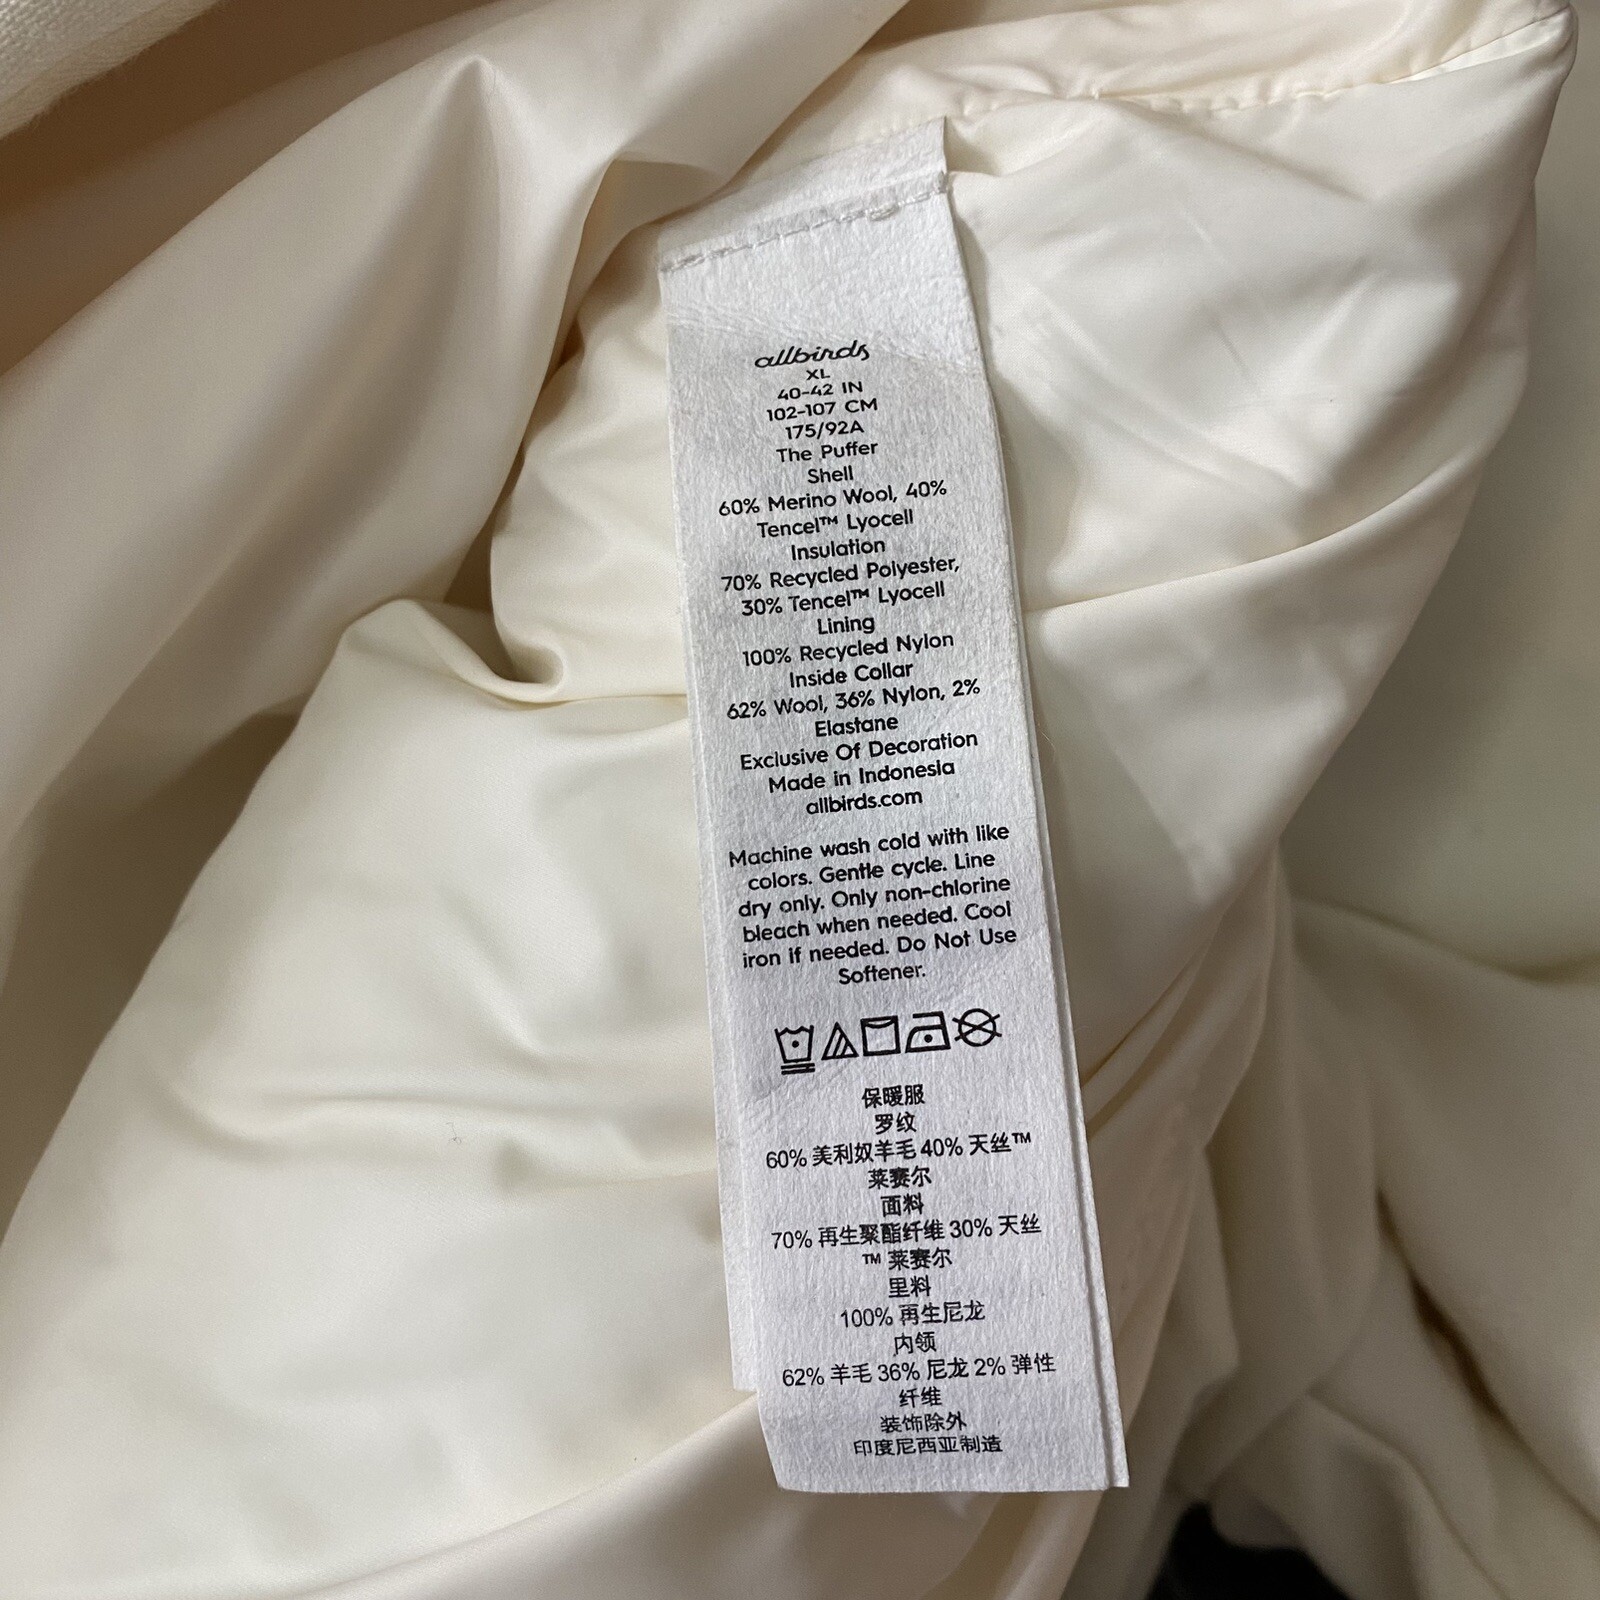 allbirds
XL
40-42 IN
102-107 CM
175/92A
The Puffer
Shell
60% Merino Wool, 40%
Tencel™ Lyocell
Insulation
70% Recycled Polyester,
30% Tencel™ Lyocell
Lining
100% Recycled Nylon
Inside Collar
62% Wool, 36% Nylon, 2%
Elastane
Exclusive Of Decoration
Made in Indonesia
allbirds.com
Machine wash cold with like
colors. Gentle cycle. Line
dry only. Only non-chlorine
bleach when needed. Cool
iron if needed. Do Not Use
Softener.
保暖服
罗纹
60% 美利奴羊毛 40% 天丝™
莱赛尔
面料
70% 再生聚酯纤维 30% 天丝
™ 莱赛尔
里料
100% 再生尼龙
内领
62% 羊毛 36% 尼龙 2% 弹性
纤维
装饰除外
印度尼西亚制造